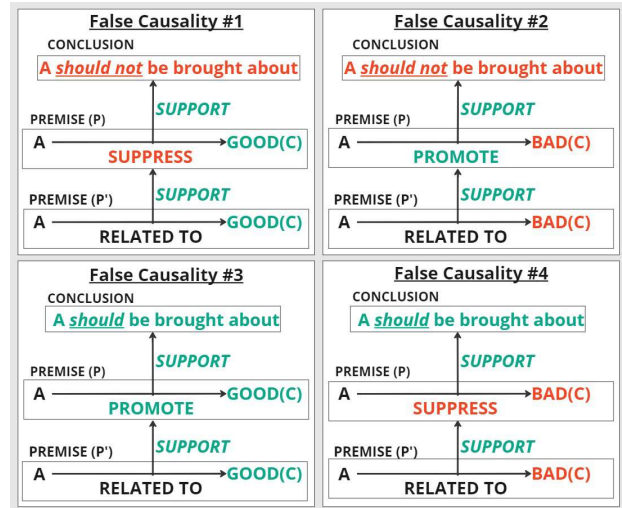 False Causality #1
CONCLUSION
A should not be brought about
SUPPORT
PREMISE (P)
A GOOD(C)
SUPPRESS
SUPPORT
PREMISE (P')
A GOOD(C)
RELATED TO
False Causality #2
CONCLUSION
A should not be brought about
SUPPORT
PREMISE (P)
A BAD(C)
PROMOTE
SUPPORT
PREMISE (P')
A BAD(C)
RELATED TO
False Causality #3
CONCLUSION
A should be brought about
SUPPORT
PREMISE (P)
A GOOD(C)
PROMOTE
SUPPORT
PREMISE (P')
A GOOD(C)
RELATED TO
False Causality #4
CONCLUSION
A should be brought about
SUPPORT
PREMISE (P)
A BAD(C)
SUPPRESS
SUPPORT
PREMISE (P')
A BAD(C)
RELATED TO